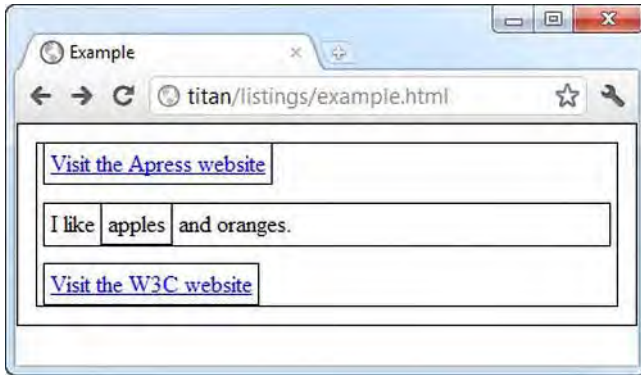 Example
titan/listings/example.html
Visit the Apress website
I like apples and oranges.
Visit the W3C website